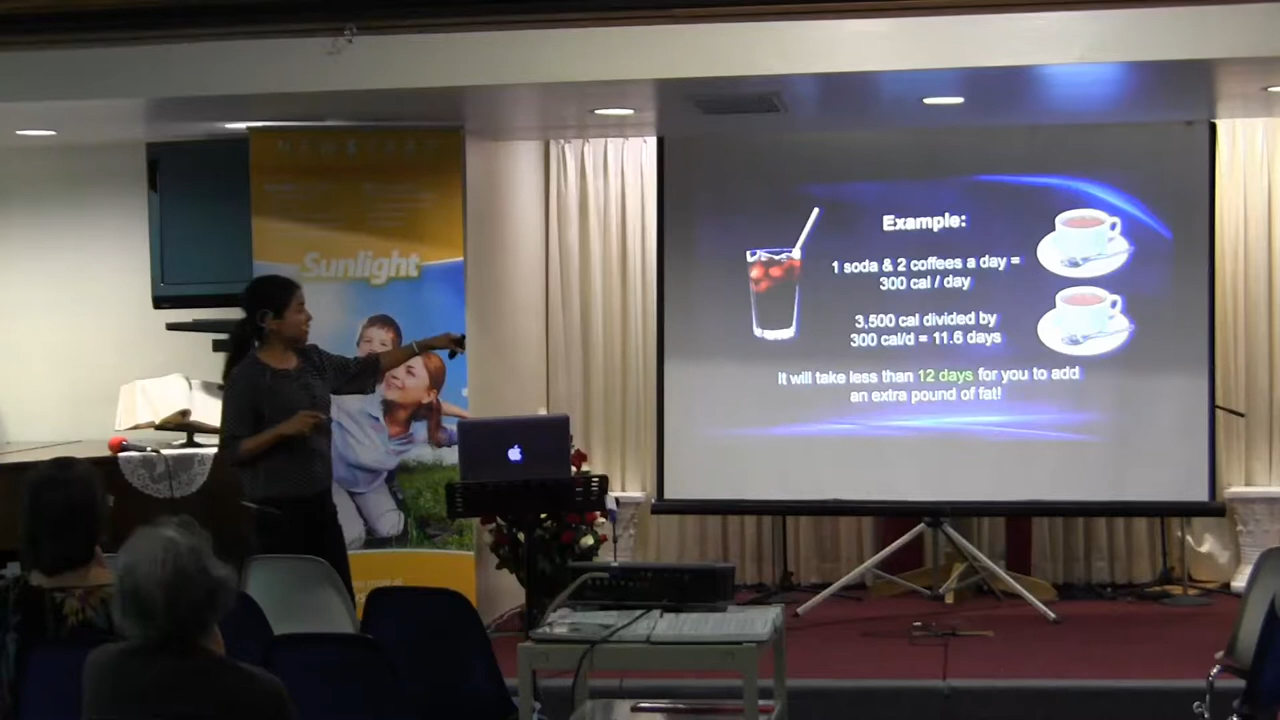 NEWSTART
Sunlight
Example:
1 soda & 2 coffees a day =
300 cal / day
3,500 cal divided by
300 cal/d = 11.6 days
It will take less than 12 days for you to add
an extra pound of fat!